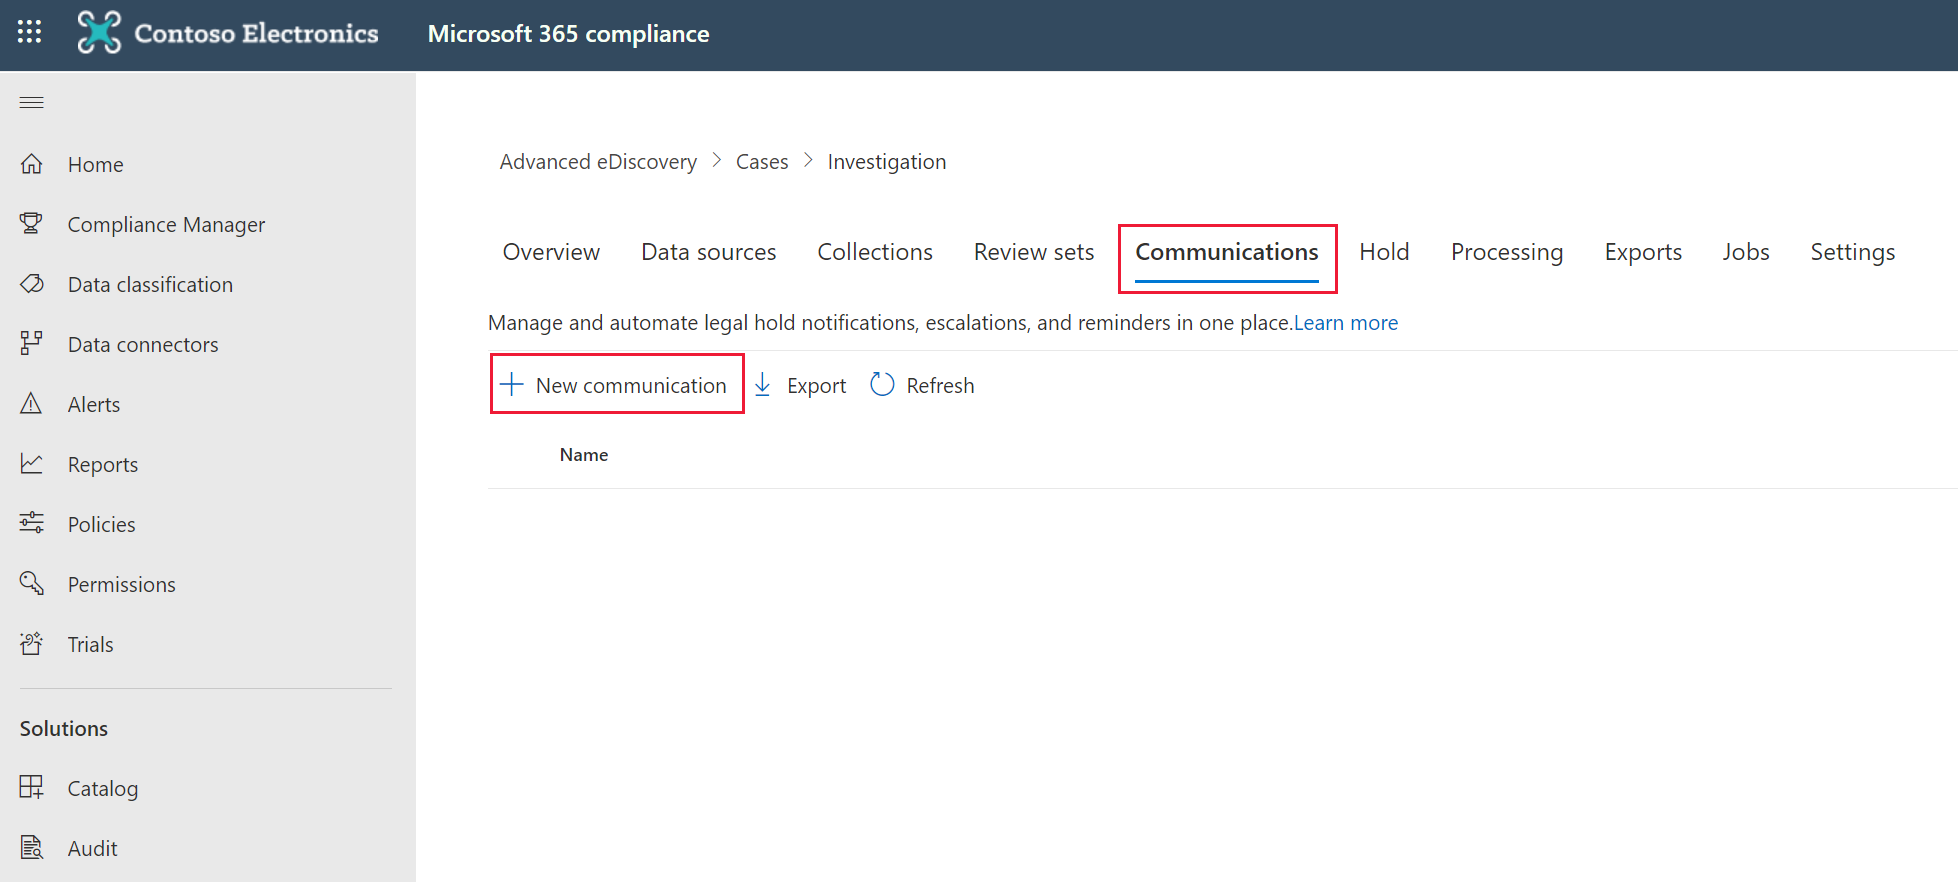 Contoso Electronics
Microsoft 365 compliance
Home
Compliance Manager
Data classification
Data connectors
Alerts
Reports
Policies
Permissions
Trials
Solutions
Catalog
Audit
Advanced eDiscovery > Cases > Investigation
Overview Data sources Collections Review sets Communications Hold Processing Exports Jobs Settings
Manage and automate legal hold notifications, escalations, and reminders in one place.Learn more
New communication Export Refresh
Name